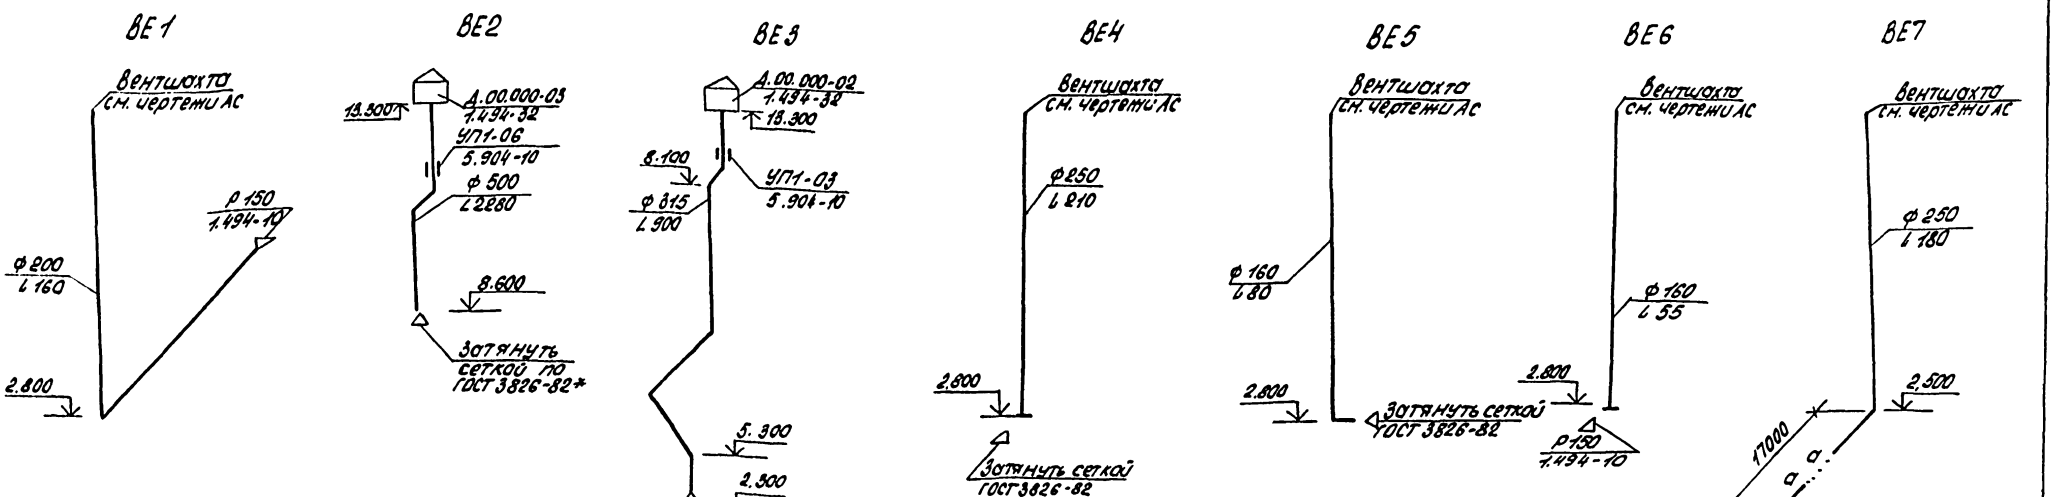 ВЕ1
Вентшахта
см. чертежи АС
Р 150
1.494-10
ф 200
L 160
2.800
ВЕ2
Д.00.000-03
1.494-32
13.300
УП1-06
5.904-10
ф 500
L 2280
8.600
Затянуть
сеткой по
ГОСТ 3826-82*
ВЕ3
Д.00.000-02
1.494-32
13.300
8.100
УП1-03
5.904-10
ф 315
L 900
5.300
2.300
ВЕ4
Вентшахта
см. чертежи АС
ф 250
L 210
2.800
Затянуть сеткой
ГОСТ 3826-82
ВЕ5
Вентшахта
см. чертежи АС
ф 160
L 80
2.800
Затянуть сеткой
ГОСТ 3826-82
ВЕ6
Вентшахта
см. чертежи АС
ф 160
L 55
2.800
Р 150
1.494-10
ВЕ7
Вентшахта
см. чертежи АС
ф 250
L 180
2.500
17000
а
а